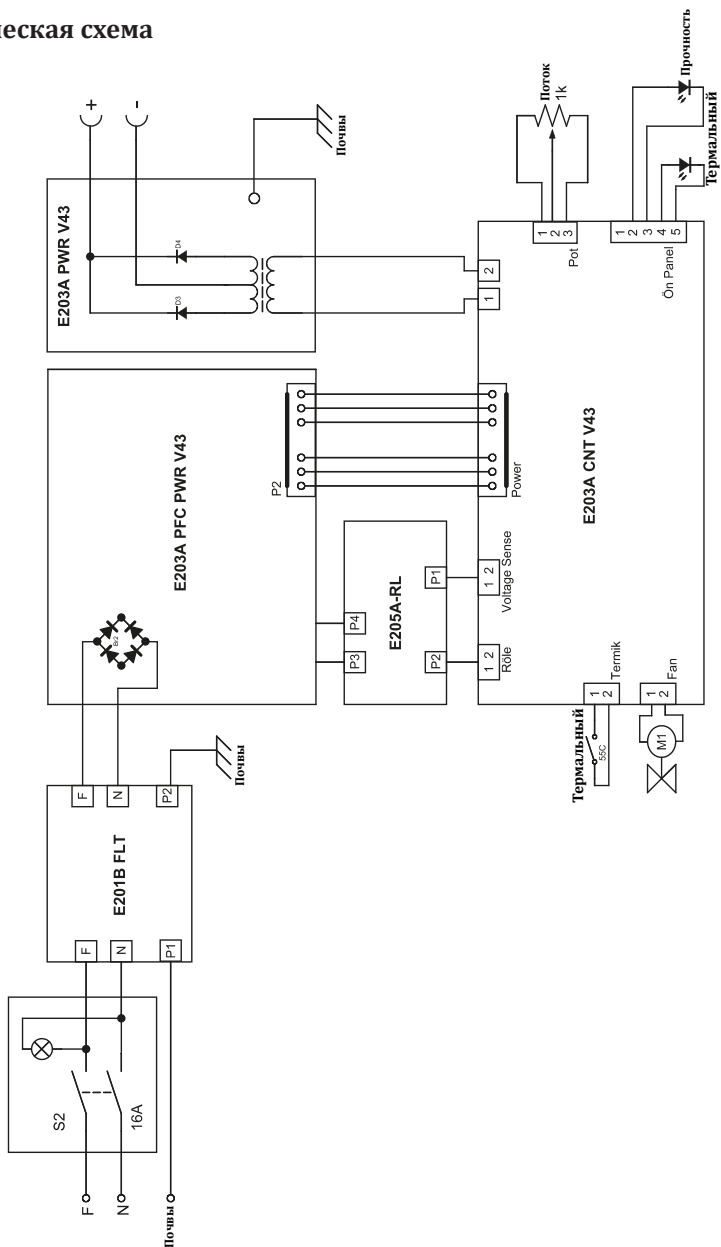 ческая схема
+
-
Почвы
E203A PWR V43
D4
D3
Поток
1k
Прочность
Термальный
1
2
3
Pot
1
2
3
4
5
Ön Panel
2
1
E203A PFC PWR V43
Br2
P2
Power
E203A CNT V43
E205A-RL
P4
P3
P1
P2
1 2
Voltage Sense
1 2
Röle
Термальный
55C
1
2
Termik
M1
1
2
Fan
Почвы
E201B FLT
F
N
P2
F
N
P1
S2
16A
F
N
Почвы